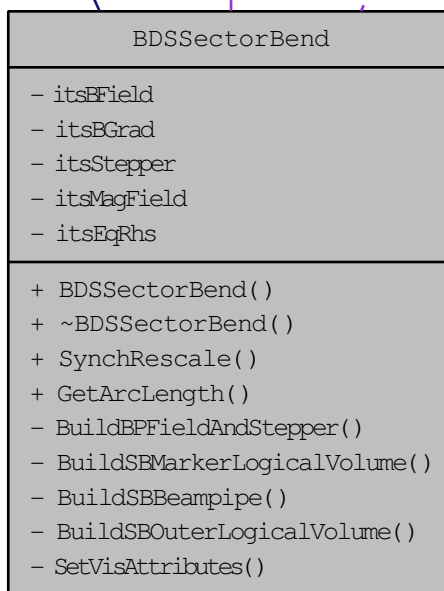 BDSSectorBend
- itsBField
- itsBGrad
- itsStepper
- itsMagField
- itsEqRhs
+ BDSSectorBend()
+ ~BDSSectorBend()
+ SynchRescale()
+ GetArcLength()
- BuildBPFieldAndStepper()
- BuildSBMarkerLogicalVolume()
- BuildSBBeampipe()
- BuildSBOuterLogicalVolume()
- SetVisAttributes()